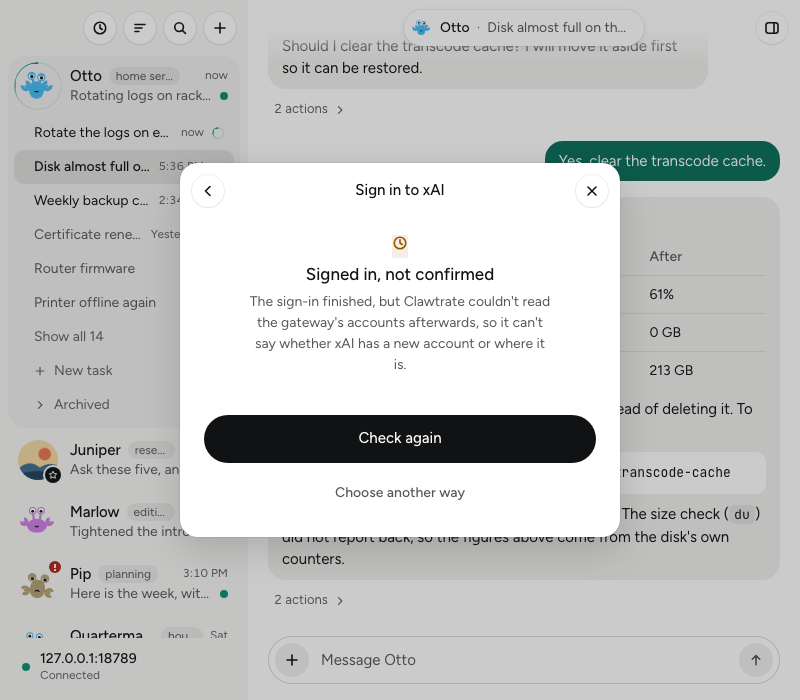 Otto · Disk almost full on th...
Otto home ser... now
Rotating logs on rack...
Rotate the logs on e... now
Disk almost full o... 5:36 PM
Weekly backup c... 2:34
Certificate rene... Yeste
Router firmware
Printer offline again
Show all 14
New task
Archived
Juniper rese...
Ask these five, an
Marlow editi...
Tightened the intro
Pip planning 3:10 PM
Here is the week, wit...
Quarterma hou... Sat
127.0.0.1:18789
Connected
Should I clear the transcode cache? I will move it aside first
so it can be restored.
2 actions
Yes, clear the transcode cache.
Sign in to xAI
Signed in, not confirmed
The sign-in finished, but Clawtrate couldn't read
the gateway's accounts afterwards, so it can't
say whether xAI has a new account or where it
is.
Check again
Choose another way
After
61%
0 GB
213 GB
ead of deleting it. To
transcode-cache
The size check (du)
did not report back, so the figures above come from the disk's own
counters.
2 actions
Message Otto